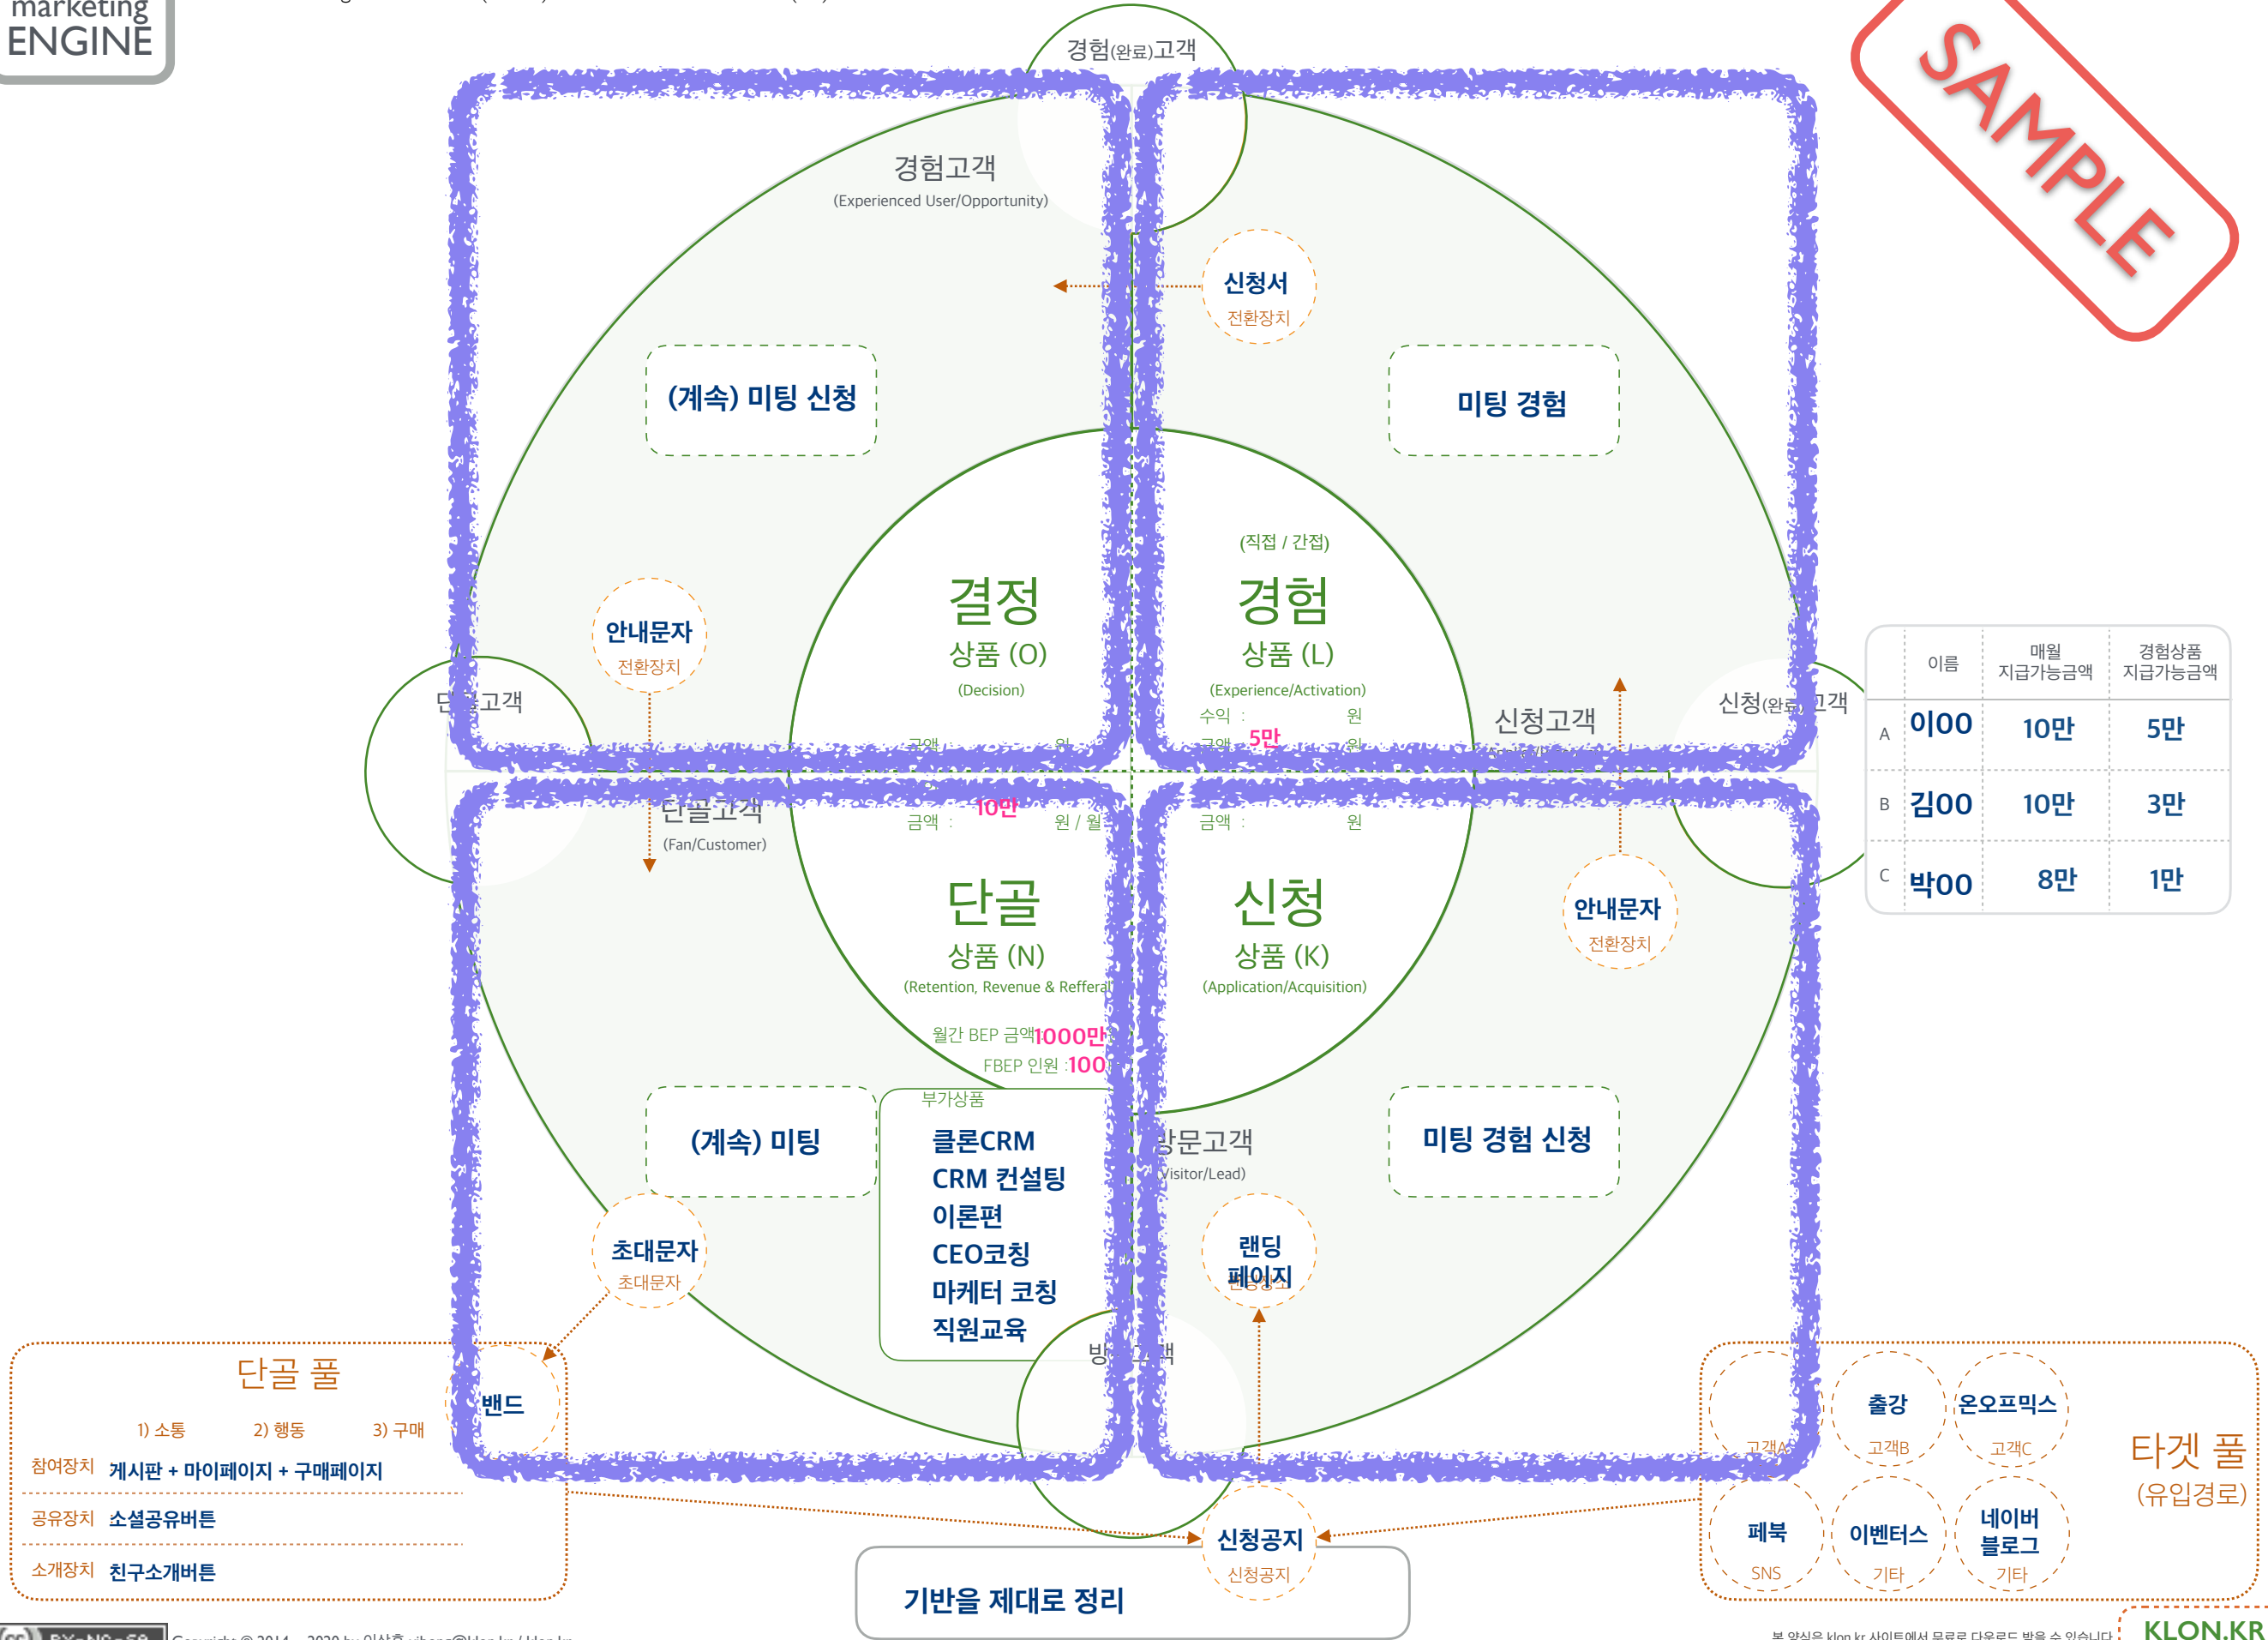 marketing
ENGINE
SAMPLE
경험(완료)고객
경험고객
(Experienced User/Opportunity)
신청서
전환장치
(계속) 미팅 신청
미팅 경험
(직접 / 간접)
결정
상품 (O)
(Decision)
경험
상품 (L)
(Experience/Activation)
수익 : 원
금액 : 5만 원
안내문자
전환장치
단골고객
신청고객
신청(완료)고객
이름
매월
지급가능금액
경험상품
지급가능금액
A 이00 10만 5만
B 김00 10만 3만
C 박00 8만 1만
단골고객
(Fan/Customer)
10만
금액 : 원 / 월
금액 : 원
단골
상품 (N)
(Retention, Revenue & Refferal
신청
상품 (K)
(Application/Acquisition)
안내문자
전환장치
월간 BEP 금액 1000만
FBEP 인원 : 100
부가상품
클론CRM
CRM 컨설팅
이론편
CEO코칭
마케터 코칭
직원교육
(계속) 미팅
방문고객
Visitor/Lead)
미팅 경험 신청
초대문자
초대문자
랜딩
페이지
단골 풀
밴드
1) 소통 2) 행동 3) 구매
참여장치 게시판 + 마이페이지 + 구매페이지
공유장치 소셜공유버튼
소개장치 친구소개버튼
신청공지
신청공지
기반을 제대로 정리
고객A
출강
고객B
온오프믹스
고객C
타겟 풀
(유입경로)
페북
SNS
이벤터스
기타
네이버
블로그
기타
KLON.KR